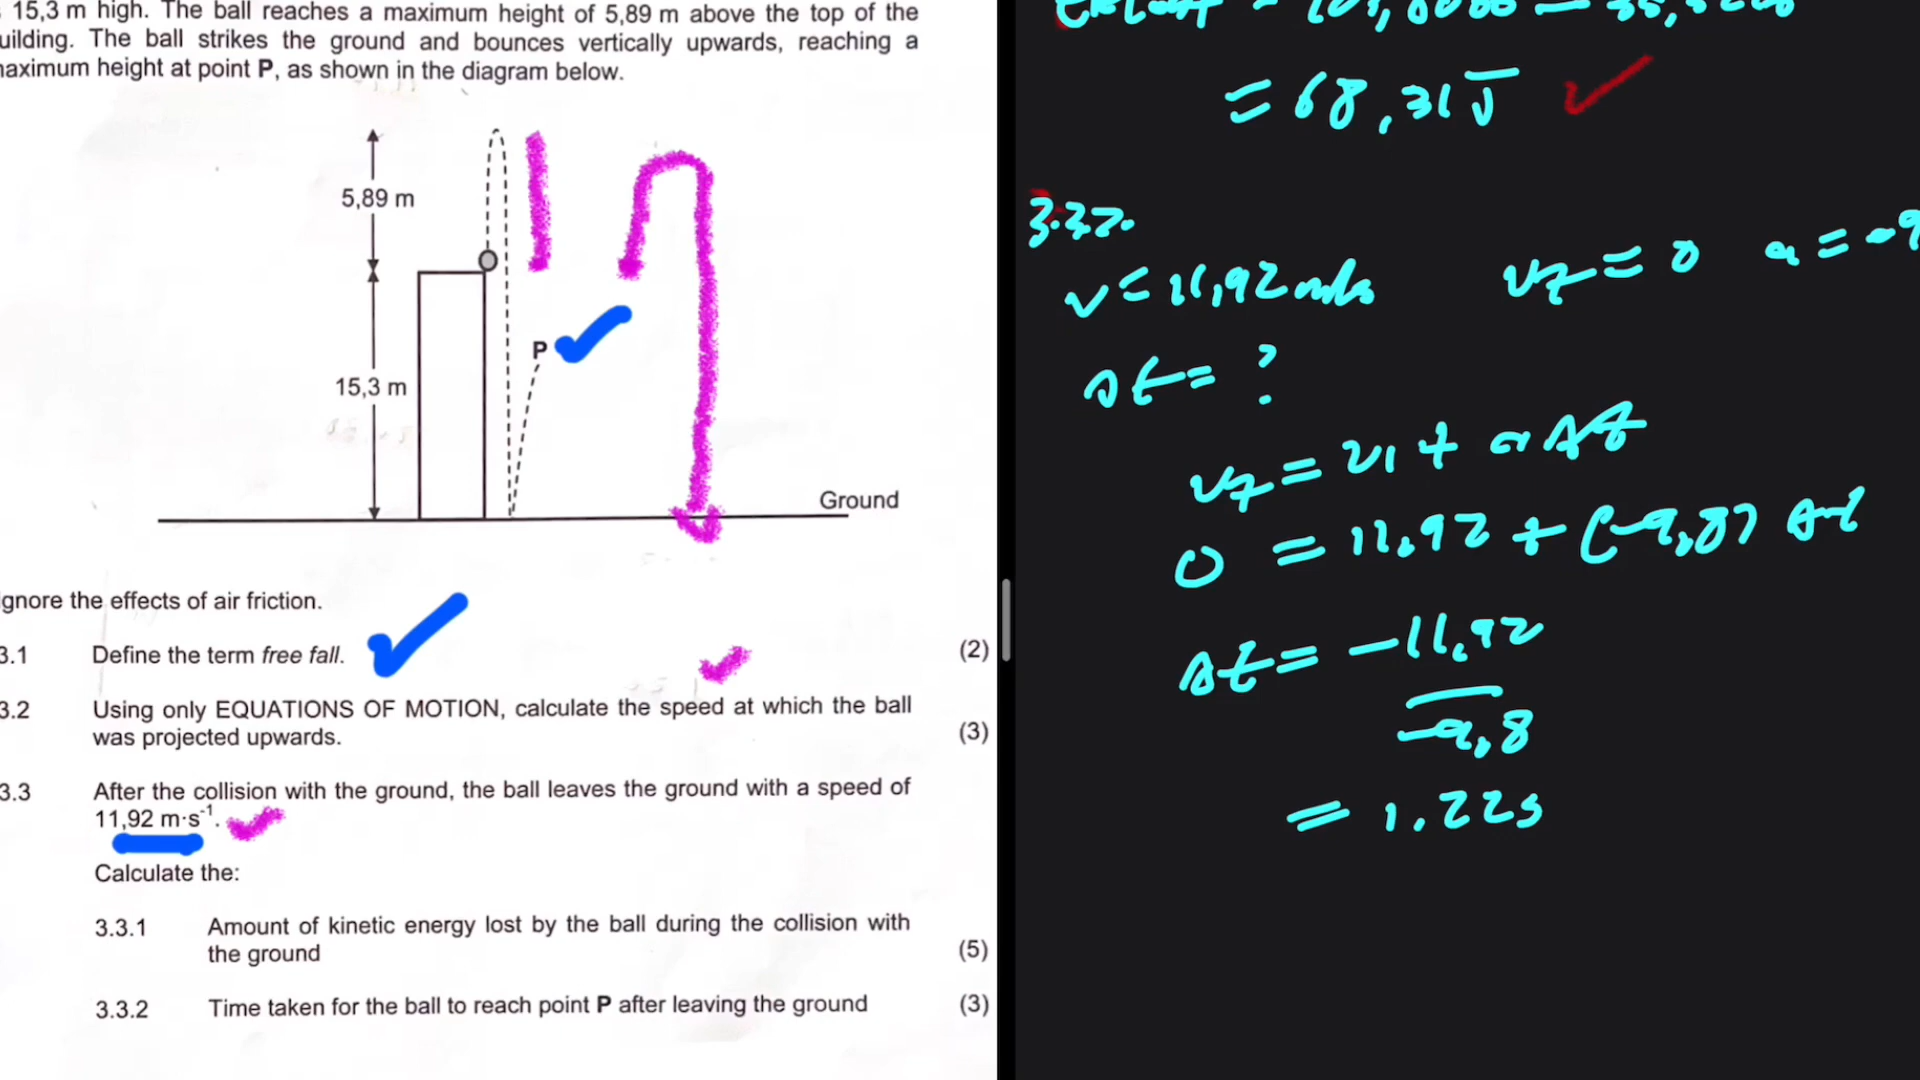 15,3 m high. The ball reaches a maximum height of 5,89 m above the top of the
uilding. The ball strikes the ground and bounces vertically upwards, reaching a
naximum height at point P, as shown in the diagram below.
5,89 m
P
15,3 m
Ground
gnore the effects of air friction.
3.1 Define the term free fall. (2)
3.2 Using only EQUATIONS OF MOTION, calculate the speed at which the ball
was projected upwards. (3)
3.3 After the collision with the ground, the ball leaves the ground with a speed of
11,92 m·s⁻¹.
Calculate the:
3.3.1 Amount of kinetic energy lost by the ball during the collision with
the ground (5)
3.3.2 Time taken for the ball to reach point P after leaving the ground (3)
= 68,31J
3.32.
v = 11,92 m/s vf = 0 a = -9
Δt = ?
vf = vi + aΔt
0 = 11,92 + (-9,8) Δt
Δt = -11,92
-9,8
= 1.22s